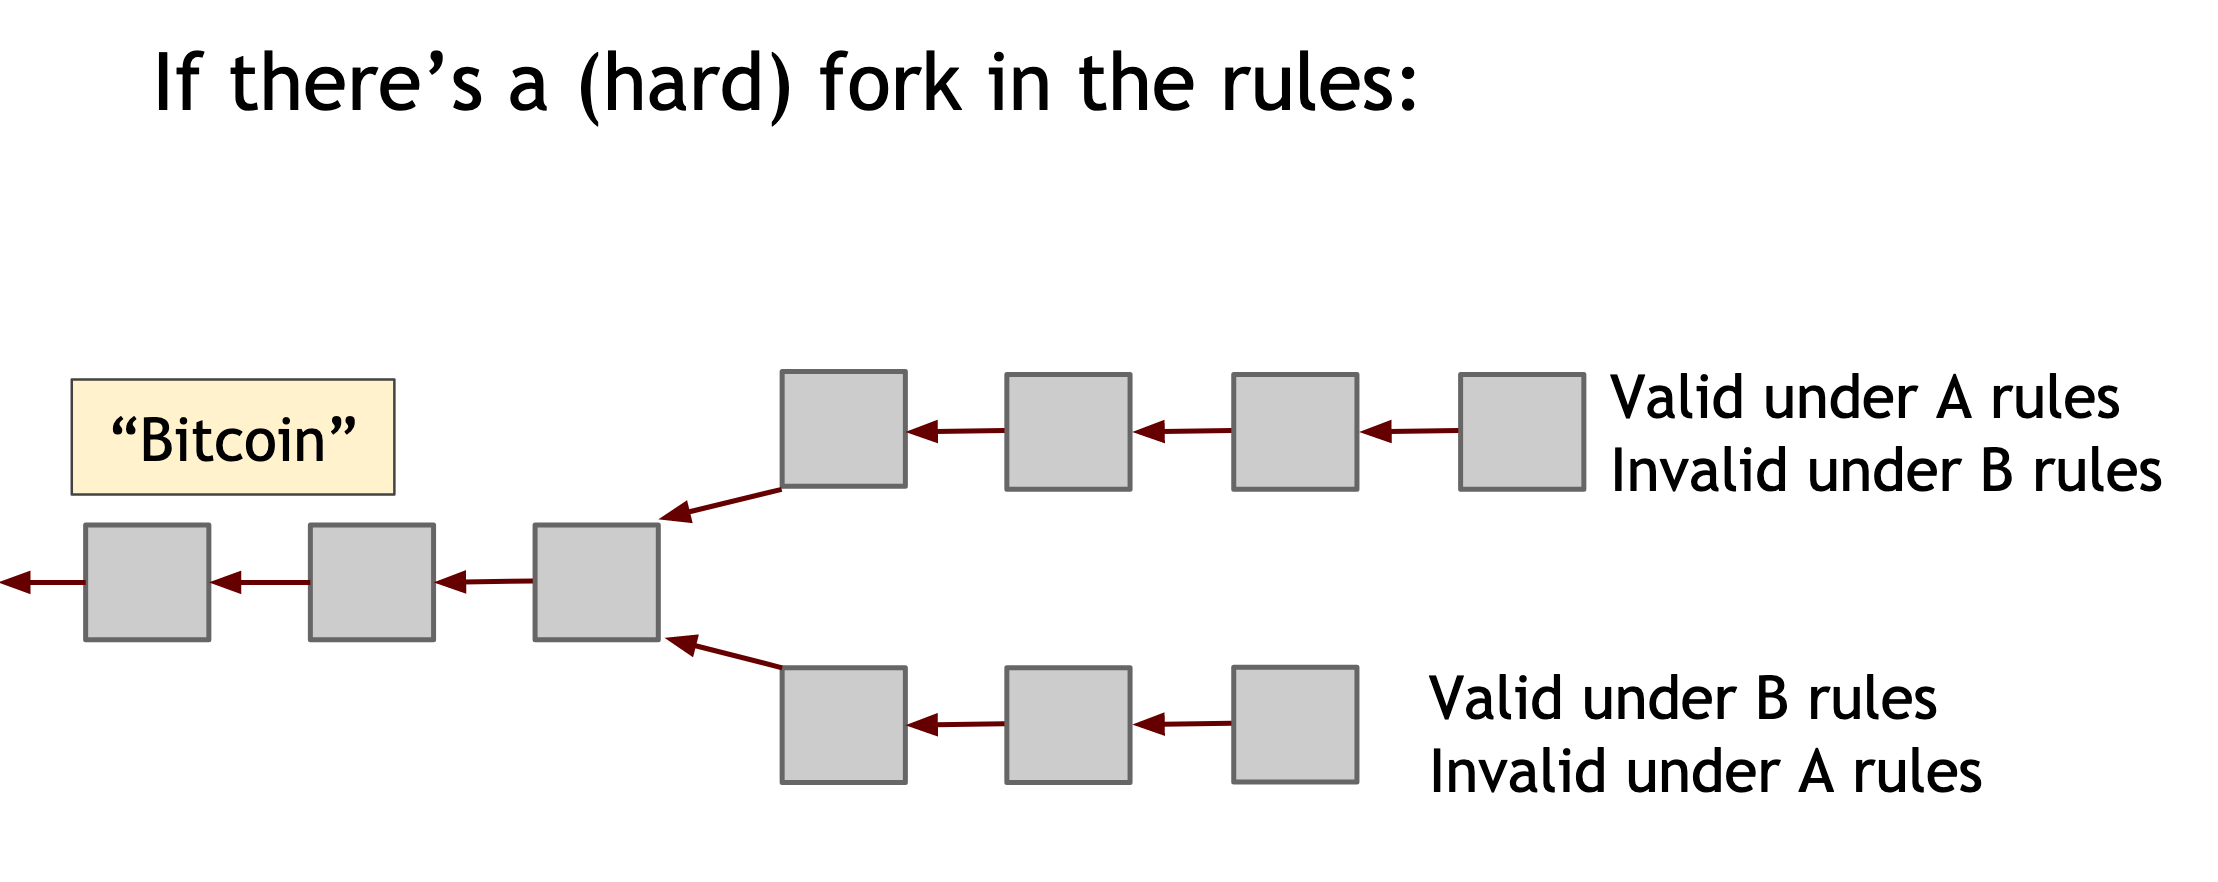 If there’s a (hard) fork in the rules:
“Bitcoin”
Valid under A rules
Invalid under B rules
Valid under B rules
Invalid under A rules